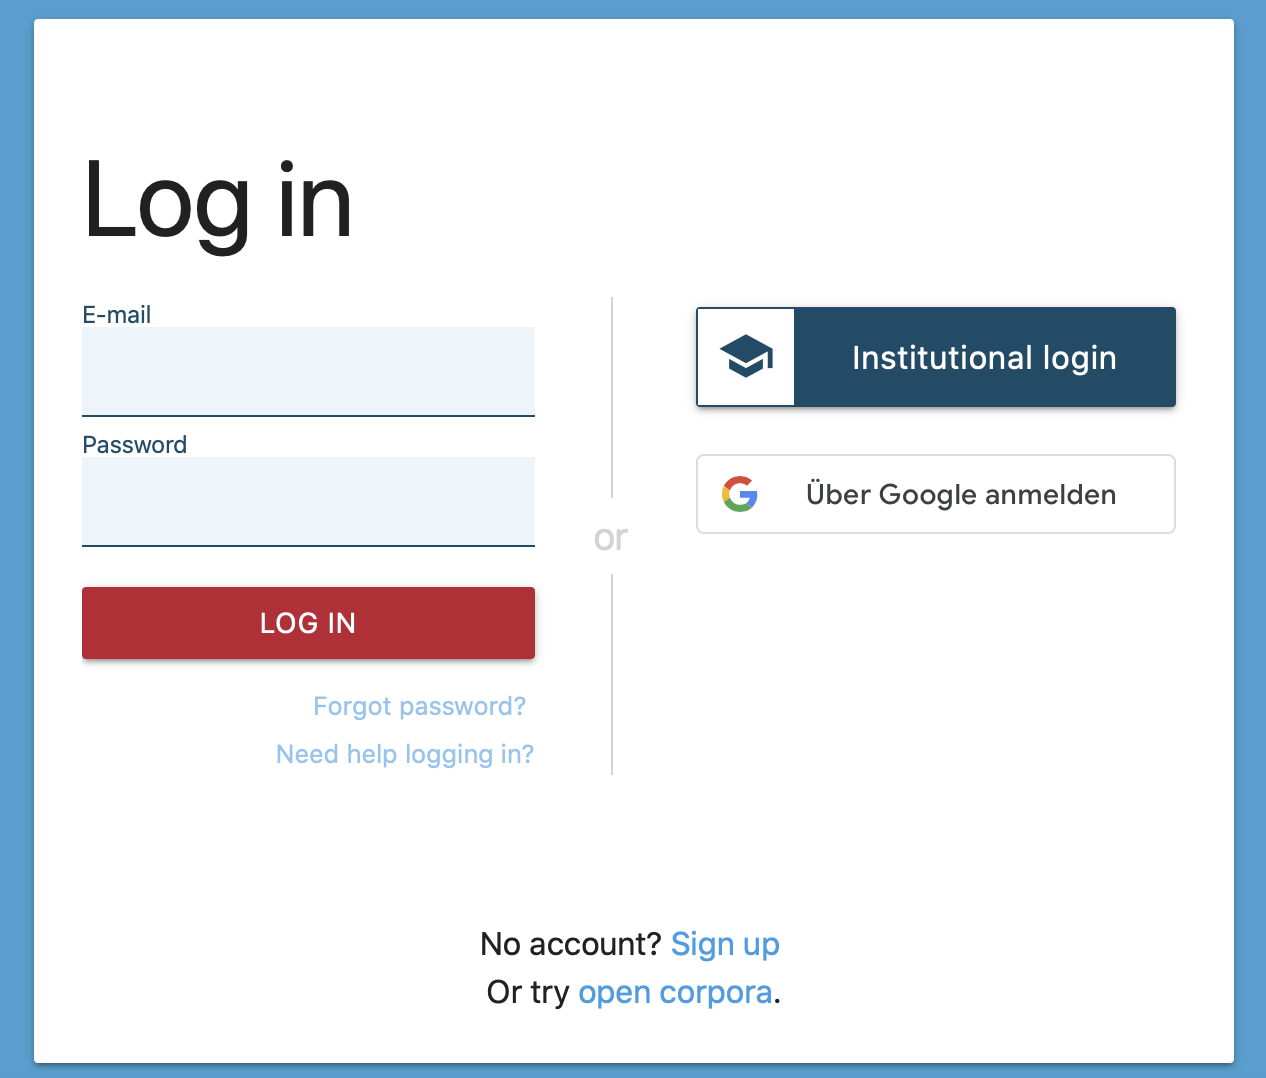 Log in
E-mail
Password
LOG IN
Forgot password?
Need help logging in?
or
Institutional login
Über Google anmelden
No account? Sign up
Or try open corpora.